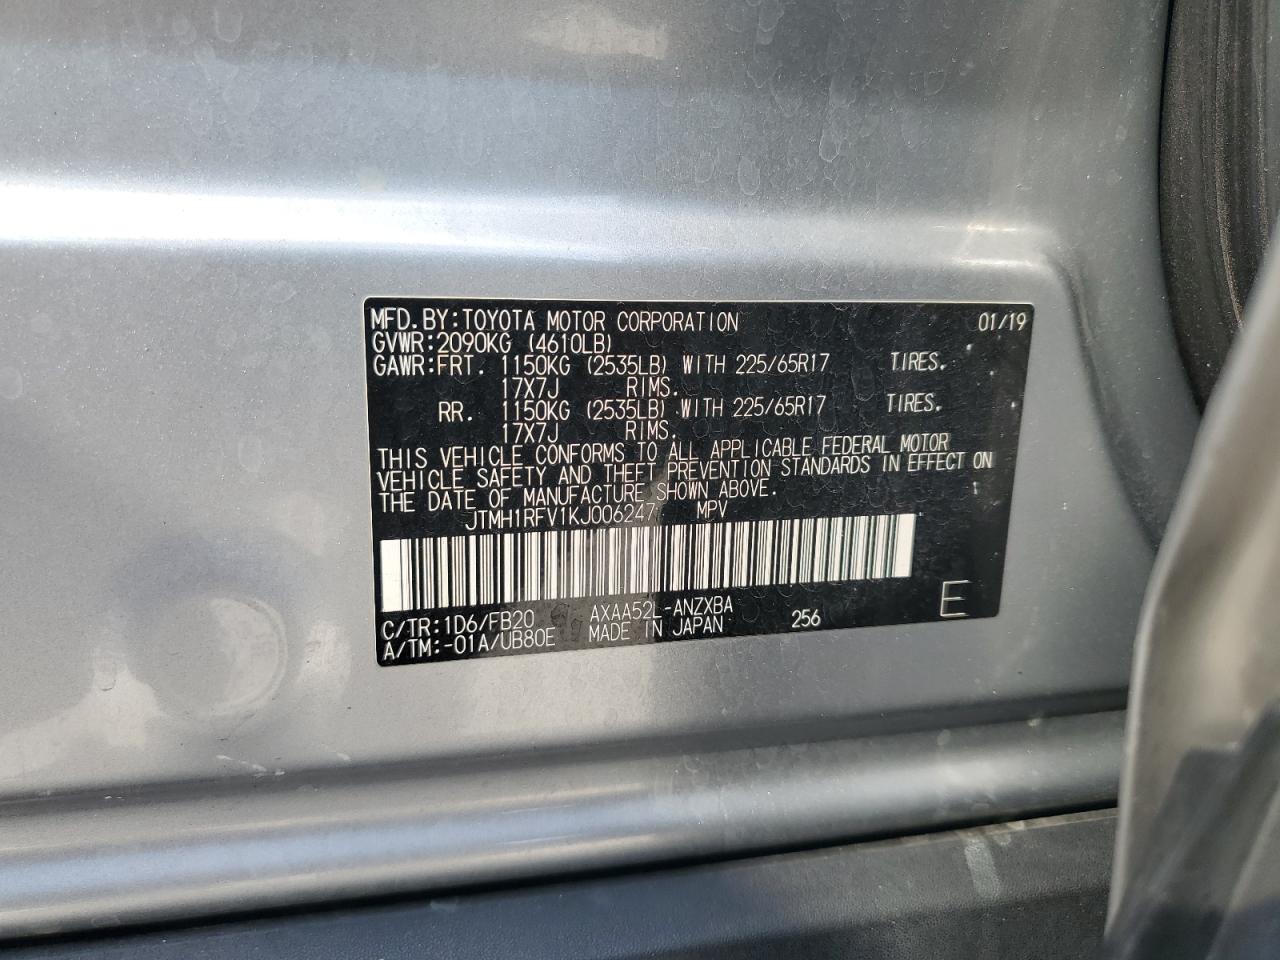 MFD.BY:TOYOTA MOTOR CORPORATION 01/19
GVWR:2090KG (4610LB)
GAWR:FRT. 1150KG (2535LB) WITH 225/65R17 TIRES.
17X7J RIMS.
RR. 1150KG (2535LB) WITH 225/65R17 TIRES.
17X7J RIMS.
THIS VEHICLE CONFORMS TO ALL APPLICABLE FEDERAL MOTOR
VEHICLE SAFETY AND THEFT PREVENTION STANDARDS IN EFFECT ON
THE DATE OF MANUFACTURE SHOWN ABOVE.
JTMH1RFV1KJ006247 MPV
C/TR:1D6/FB20 AXAA52L-ANZXBA
A/TM:-01A/UB80E MADE IN JAPAN 256 E